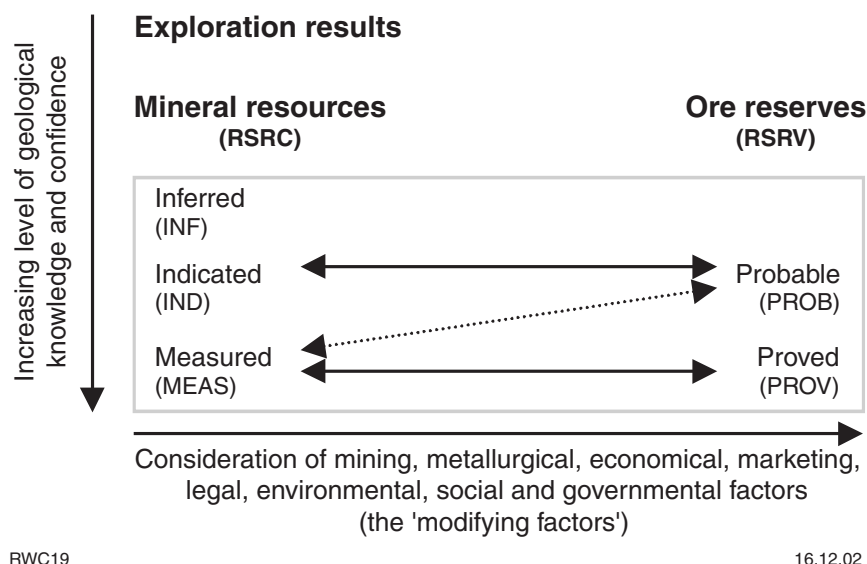 Increasing level of geological
knowledge and confidence
Exploration results
Mineral resources
(RSRC)
Ore reserves
(RSRV)
Inferred
(INF)
Indicated
(IND)
Probable
(PROB)
Measured
(MEAS)
Proved
(PROV)
Consideration of mining, metallurgical, economical, marketing,
legal, environmental, social and governmental factors
(the 'modifying factors')
RWC19
16.12.02